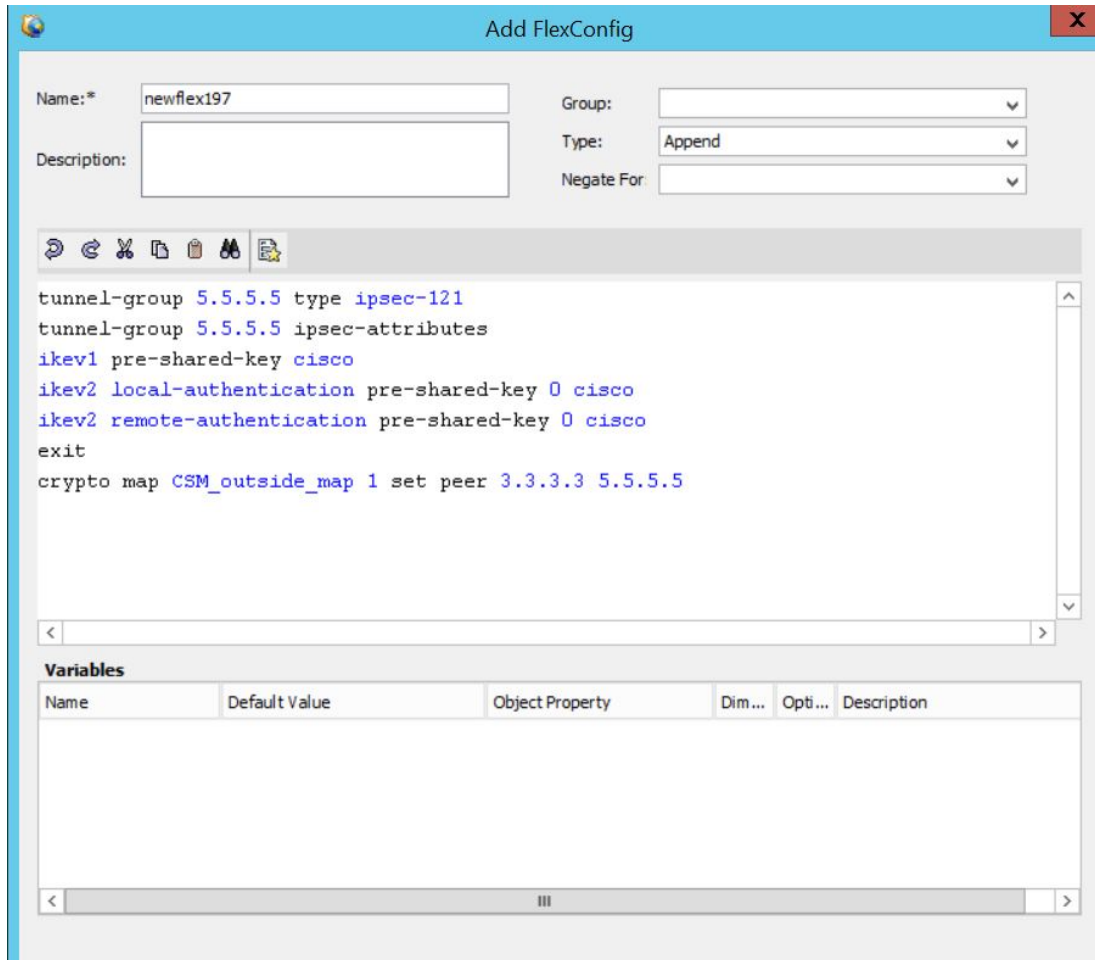 Add FlexConfig
X
Name:* newflex197
Group:
Description:
Type: Append
Negate For:
tunnel-group 5.5.5.5 type ipsec-121
tunnel-group 5.5.5.5 ipsec-attributes
ikev1 pre-shared-key cisco
ikev2 local-authentication pre-shared-key 0 cisco
ikev2 remote-authentication pre-shared-key 0 cisco
exit
crypto map CSM_outside_map 1 set peer 3.3.3.3 5.5.5.5
Variables
Name Default Value Object Property Dim... Opti... Description